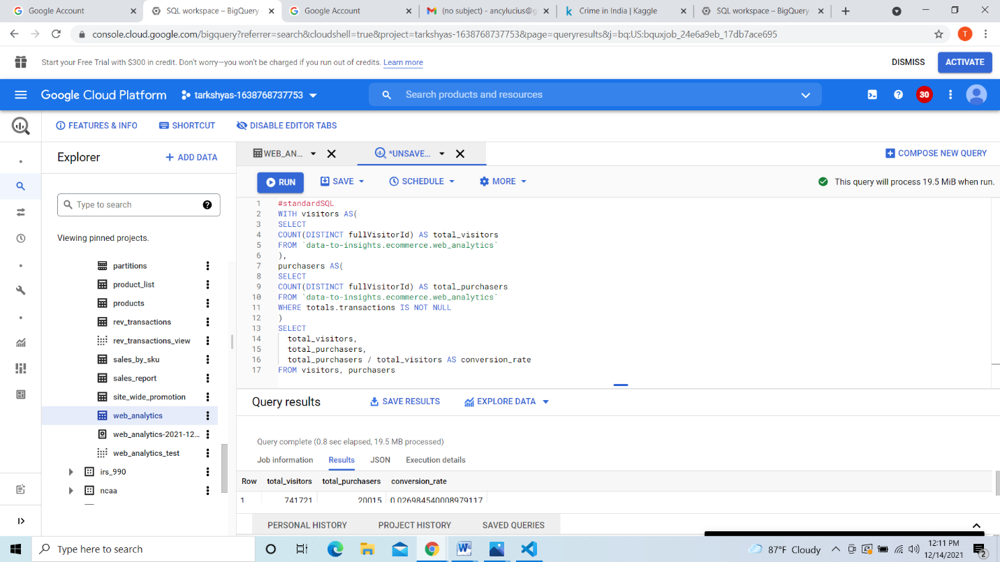 Google Account
SQL workspace – BigQuery
Google Account
(no subject) - ancylucius@g
Crime in India | Kaggle
SQL workspace – BigQuery
console.cloud.google.com/bigquery?referrer=search&cloudshell=true&project=tarkshyas-1638768737753&page=queryresults&j=bq:US:bquxjob_24e6a9eb_17db7ace695
T
Start your Free Trial with $300 in credit. Don't worry—you won't be charged if you run out of credits. Learn more
DISMISS
ACTIVATE
Google Cloud Platform
tarkshyas-1638768737753
Search products and resources
30
FEATURES & INFO
SHORTCUT
DISABLE EDITOR TABS
Explorer
+ ADD DATA
WEB_AN...
*UNSAVE...
COMPOSE NEW QUERY
RUN
SAVE
SCHEDULE
MORE
This query will process 19.5 MiB when run.
Type to search
Viewing pinned projects.
partitions
product_list
products
rev_transactions
rev_transactions_view
sales_by_sku
sales_report
site_wide_promotion
web_analytics
web_analytics-2021-12...
web_analytics_test
irs_990
ncaa
1 #standardSQL
2 WITH visitors AS(
3 SELECT
4 COUNT(DISTINCT fullVisitorId) AS total_visitors
5 FROM `data-to-insights.ecommerce.web_analytics`
6 ),
7 purchasers AS(
8 SELECT
9 COUNT(DISTINCT fullVisitorId) AS total_purchasers
10 FROM `data-to-insights.ecommerce.web_analytics`
11 WHERE totals.transactions IS NOT NULL
12 )
13 SELECT
14 total_visitors,
15 total_purchasers,
16 total_purchasers / total_visitors AS conversion_rate
17 FROM visitors, purchasers
Query results
SAVE RESULTS
EXPLORE DATA
Query complete (0.8 sec elapsed, 19.5 MB processed)
Job information
Results
JSON
Execution details
Row total_visitors total_purchasers conversion_rate
1 741721 20015 0.026984540008979117
PERSONAL HISTORY
PROJECT HISTORY
SAVED QUERIES
Type here to search
87°F Cloudy
12:11 PM
12/14/2021
2